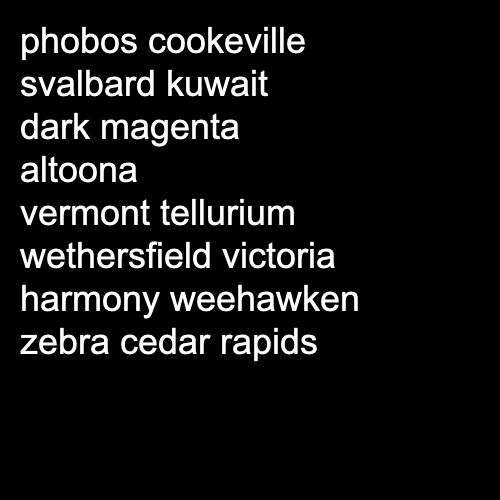 phobos cookeville
svalbard kuwait
dark magenta
altoona
vermont tellurium
wethersfield victoria
harmony weehawken
zebra cedar rapids